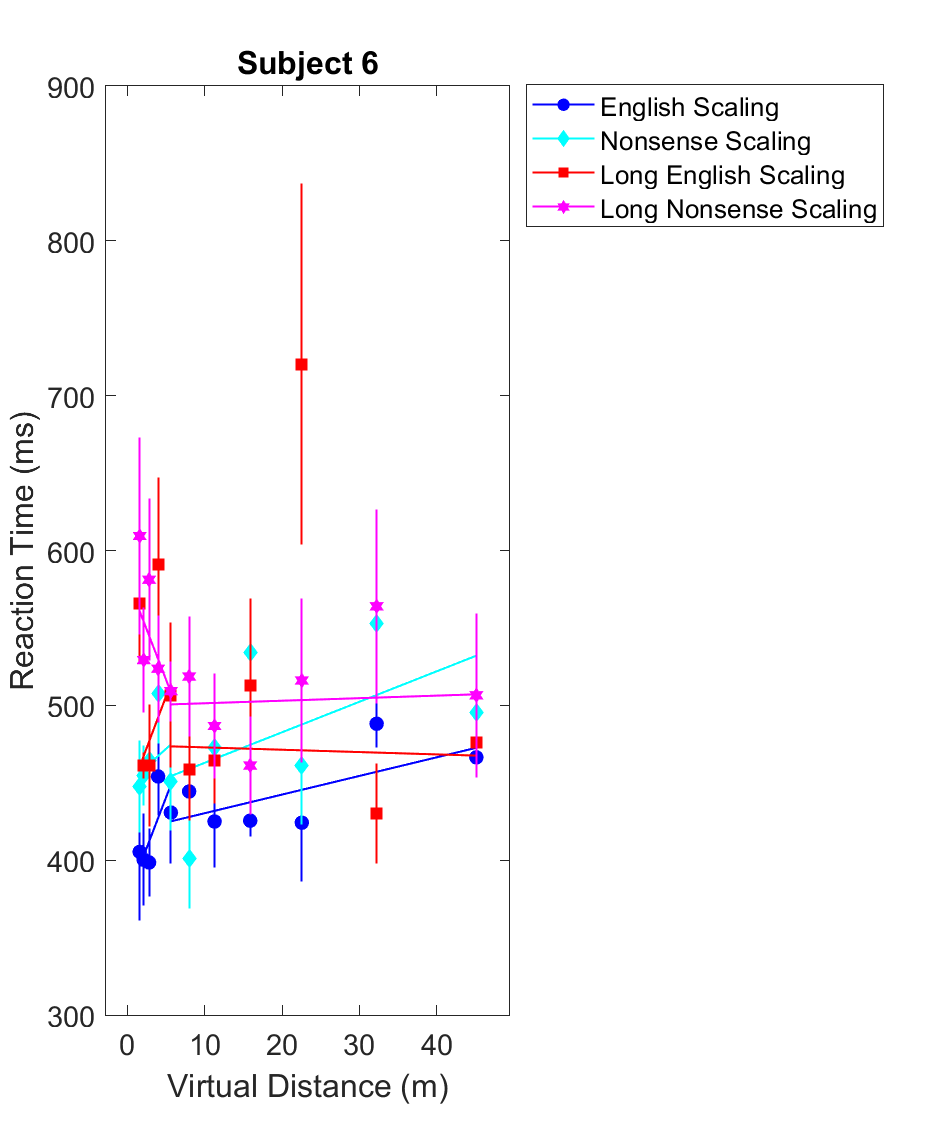 Subject 6
900
800
700
600
500
400
300
Reaction Time (ms)
0 10 20 30 40
Virtual Distance (m)
English Scaling
Nonsense Scaling
Long English Scaling
Long Nonsense Scaling